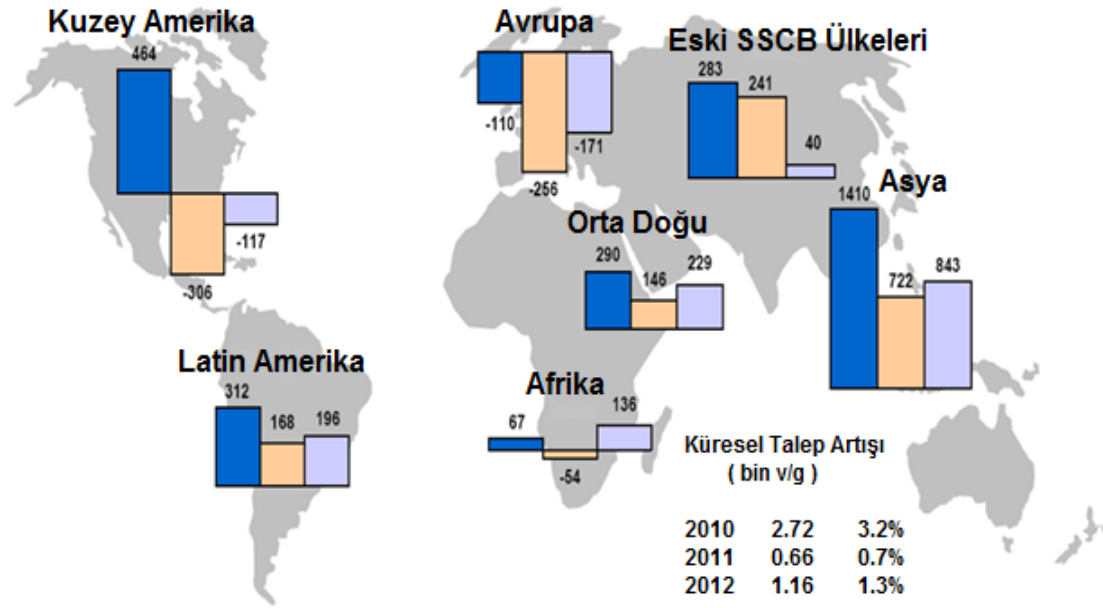 Kuzey Amerika
464
-306
-117
Avrupa
-110
-256
-171
Eski SSCB Ülkeleri
283
241
40
Asya
1410
722
843
Orta Doğu
290
146
229
Latin Amerika
312
168
196
Afrika
67
-54
136
Küresel Talep Artışı
( bin v/g )
2010 2.72 3.2%
2011 0.66 0.7%
2012 1.16 1.3%